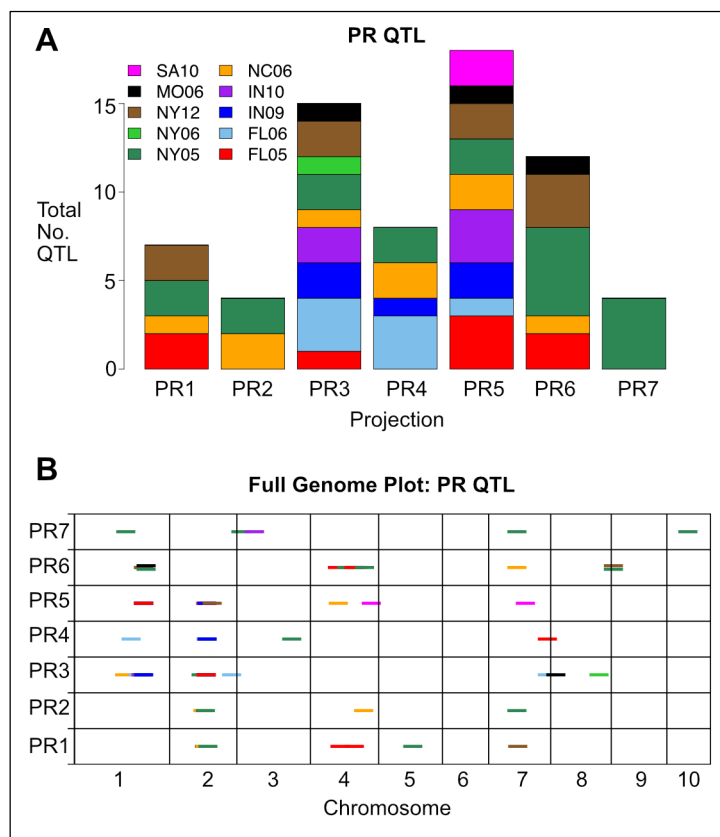 A
PR QTL
SA10 NC06
MO06 IN10
NY12 IN09
NY06 FL06
NY05 FL05
15
10
5
0
Total
No.
QTL
PR1 PR2 PR3 PR4 PR5 PR6 PR7
Projection
B
Full Genome Plot: PR QTL
PR7
PR6
PR5
PR4
PR3
PR2
PR1
1 2 3 4 5 6 7 8 9 10
Chromosome